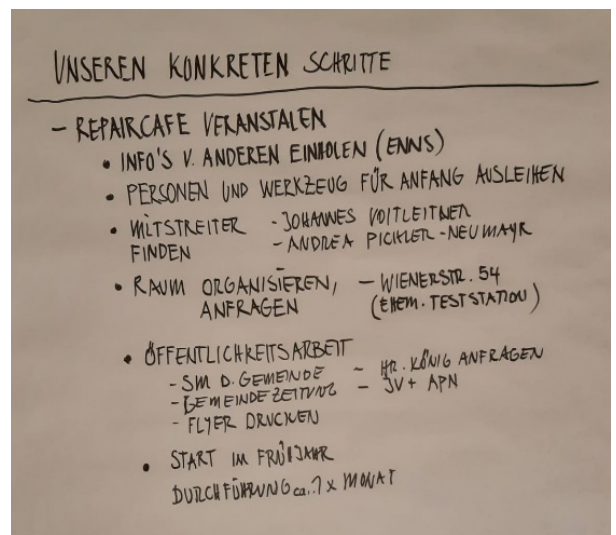 UNSEREN KONKRETEN SCHRITTE
- REPAIRCAFE VERANSTALEN
• INFO'S V. ANDEREN EINHOLEN (ENNS)
• PERSONEN UND WERKZEUG FÜR ANFANG AUSLEIHEN
• MITSTREITER - JOHANNES VOITLEITNER
FINDEN - ANDREA PICHLER-NEUMAYR
• RAUM ORGANISIEREN, - WIENERSTR. 54
ANFRAGEN (EHEM. TESTSTATION)
• ÖFFENTLICHKEITSARBEIT
- SM D. GEMEINDE - HR. KÖNIG ANFRAGEN
- GEMEINDEZEITUNG - JV + APN
- FLYER DRUCKEN
• START IM FRÜHJAHR
DURCHFÜHRUNG ca. 1 x MONAT